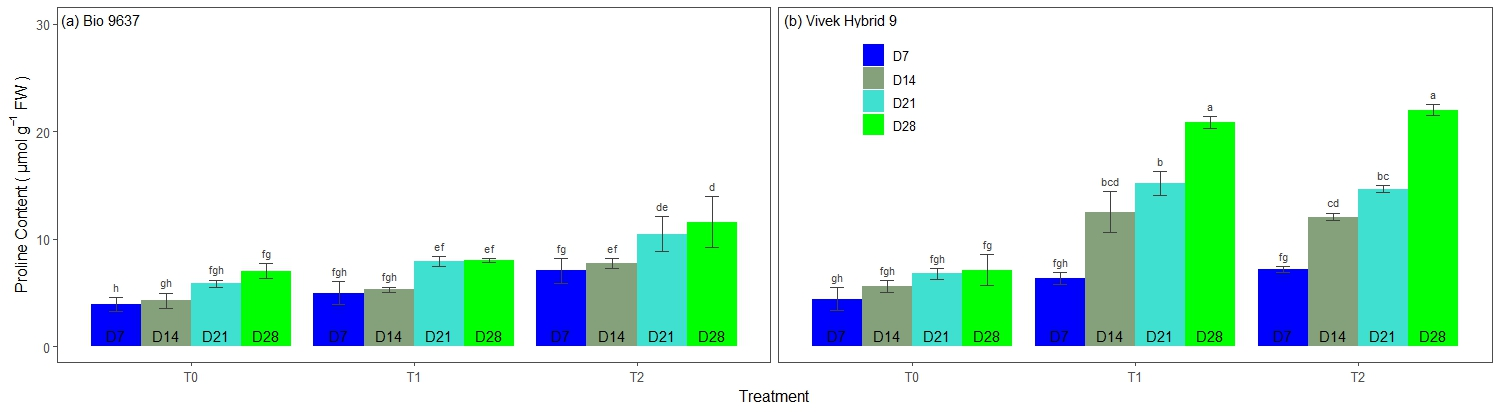 (a) Bio 9637
(b) Vivek Hybrid 9
30
20
10
0
Proline Content ( µmol g⁻¹ FW )
D7
D14
D21
D28
h
gh
fgh
fg
fgh
fgh
ef
ef
fg
ef
de
d
gh
fgh
fgh
fg
fgh
bcd
b
a
fg
cd
bc
a
D7 D14 D21 D28 D7 D14 D21 D28 D7 D14 D21 D28
D7 D14 D21 D28 D7 D14 D21 D28 D7 D14 D21 D28
T0 T1 T2
T0 T1 T2
Treatment